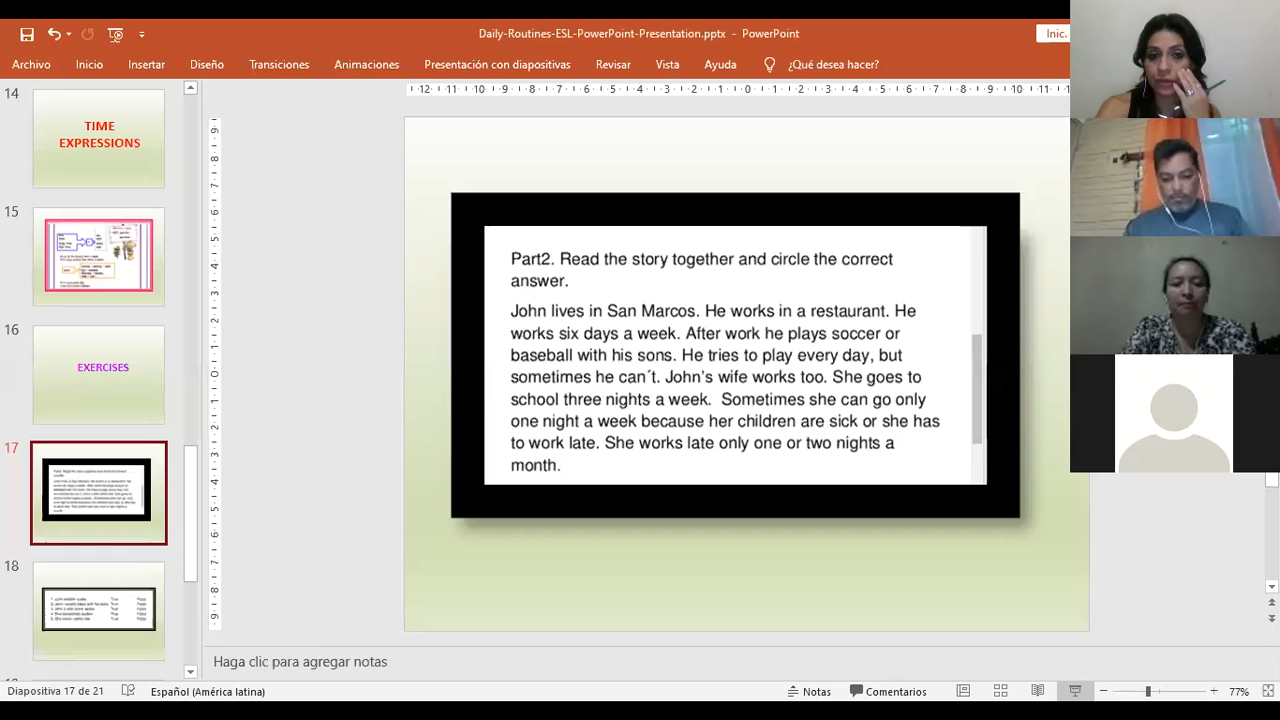 Daily-Routines-ESL-PowerPoint-Presentation.pptx - PowerPoint
Inic.
Archivo Inicio Insertar Diseño Transiciones Animaciones Presentación con diapositivas Revisar Vista Ayuda ¿Qué desea hacer?
14
TIME
EXPRESSIONS
15
16
EXERCISES
17
18
Part2. Read the story together and circle the correct
answer.
John lives in San Marcos. He works in a restaurant. He
works six days a week. After work he plays soccer or
baseball with his sons. He tries to play every day, but
sometimes he can´t. John's wife works too. She goes to
school three nights a week. Sometimes she can go only
one night a week because her children are sick or she has
to work late. She works late only one or two nights a
month.
Haga clic para agregar notas
Diapositiva 17 de 21 Español (América latina) Notas Comentarios 77%